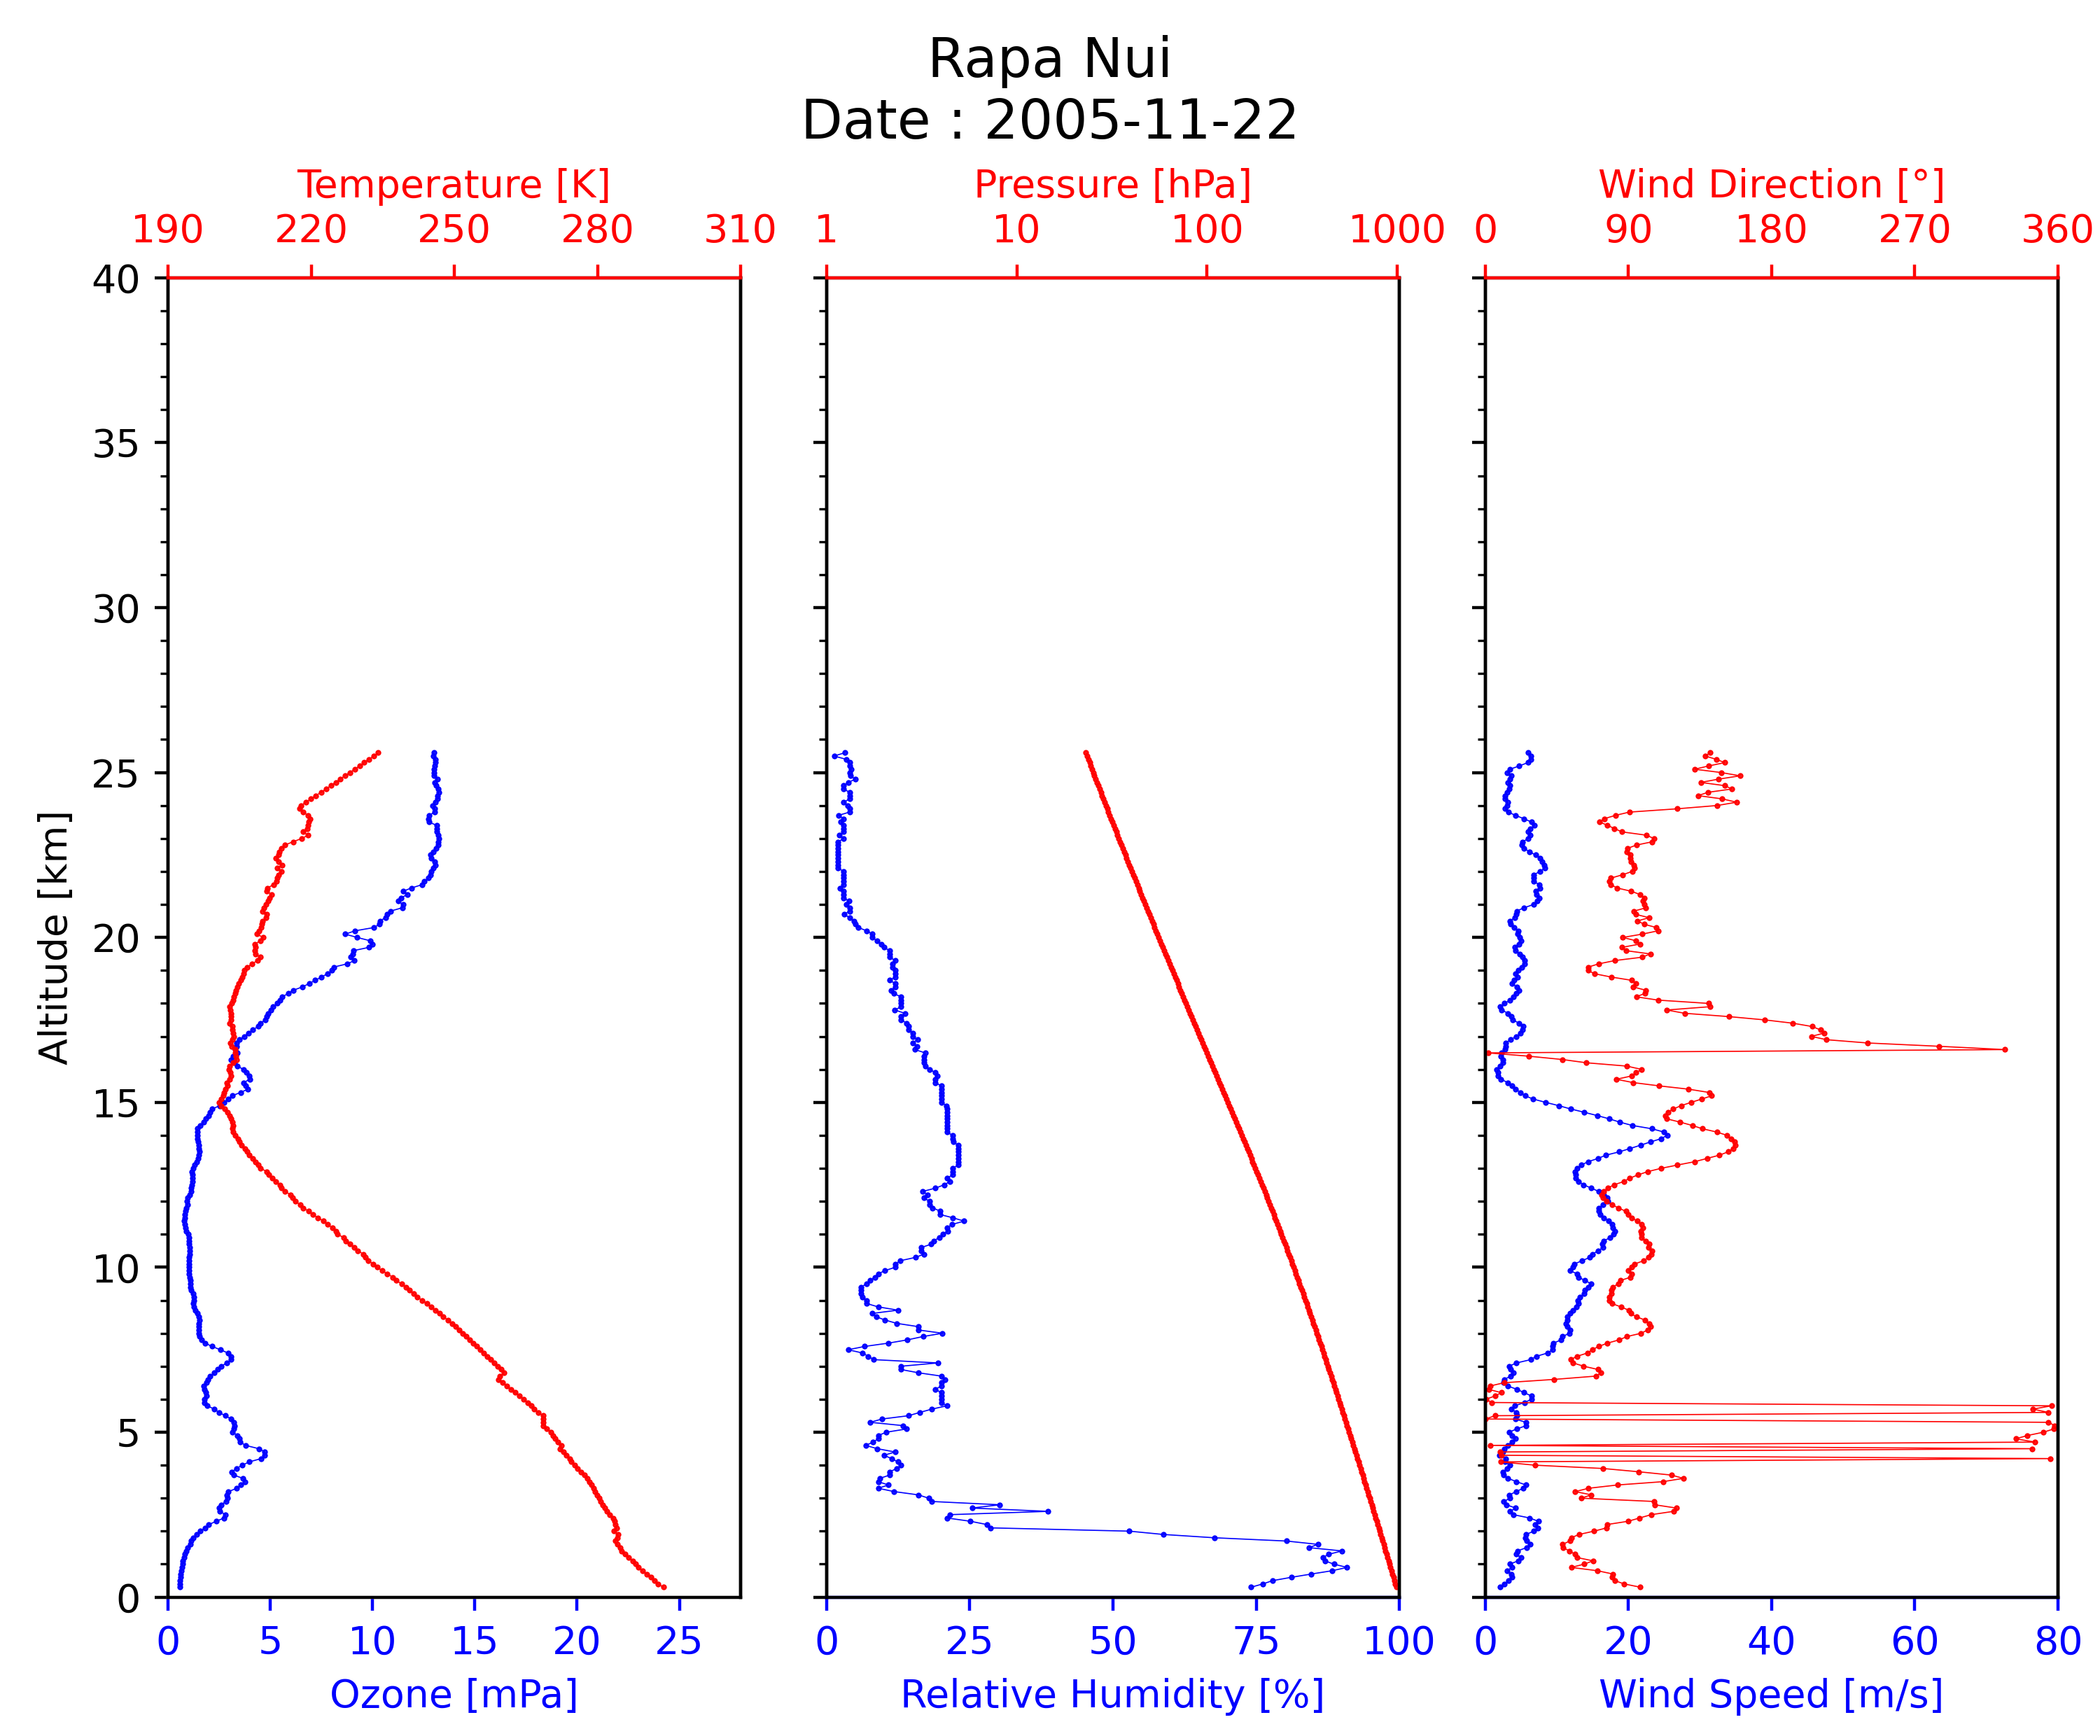 Rapa Nui
Date : 2005-11-22
Temperature [K]
190 220 250 280 310
Pressure [hPa]
1 10 100 1000
Wind Direction [°]
0 90 180 270 360
Altitude [km]
40
35
30
25
20
15
10
5
0
0 5 10 15 20 25
Ozone [mPa]
0 25 50 75 100
Relative Humidity [%]
0 20 40 60 80
Wind Speed [m/s]